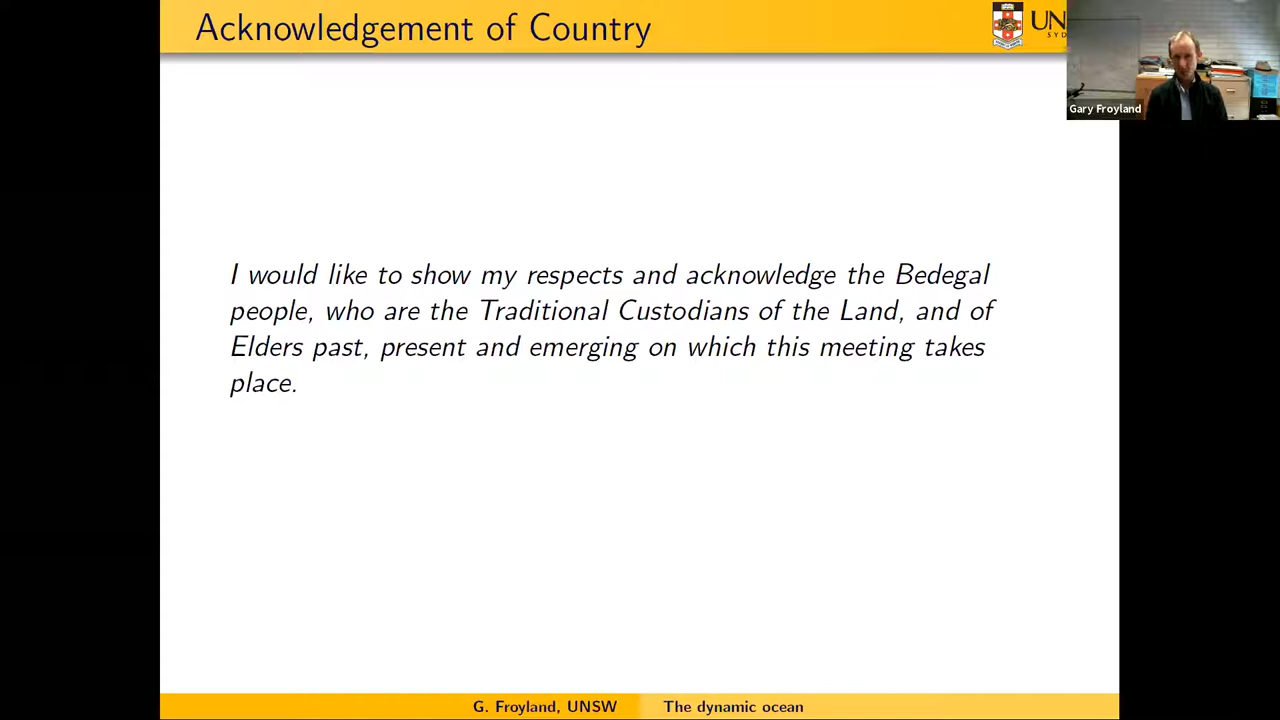 Acknowledgement of Country
UN
SYD
Gary Froyland
I would like to show my respects and acknowledge the Bedegal
people, who are the Traditional Custodians of the Land, and of
Elders past, present and emerging on which this meeting takes
place.
G. Froyland, UNSW The dynamic ocean